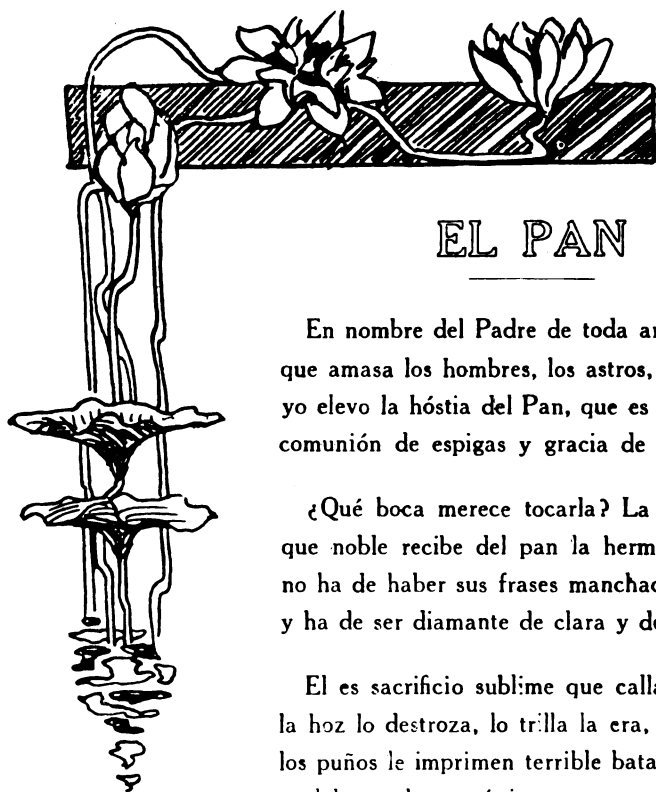 EL PAN
En nombre del Padre de toda
que amasa los hombres, los astros,
yo elevo la hóstia del Pan, que es
comunión de espigas y gracia de
¿Qué boca merece tocarla? La
que noble recibe del pan la herm
no ha de haber sus frases manchad
y ha de ser diamante de clara y d
El es sacrificio sublime que call
la hoz lo destroza, lo trilla la era,
los puños le imprimen terrible bata